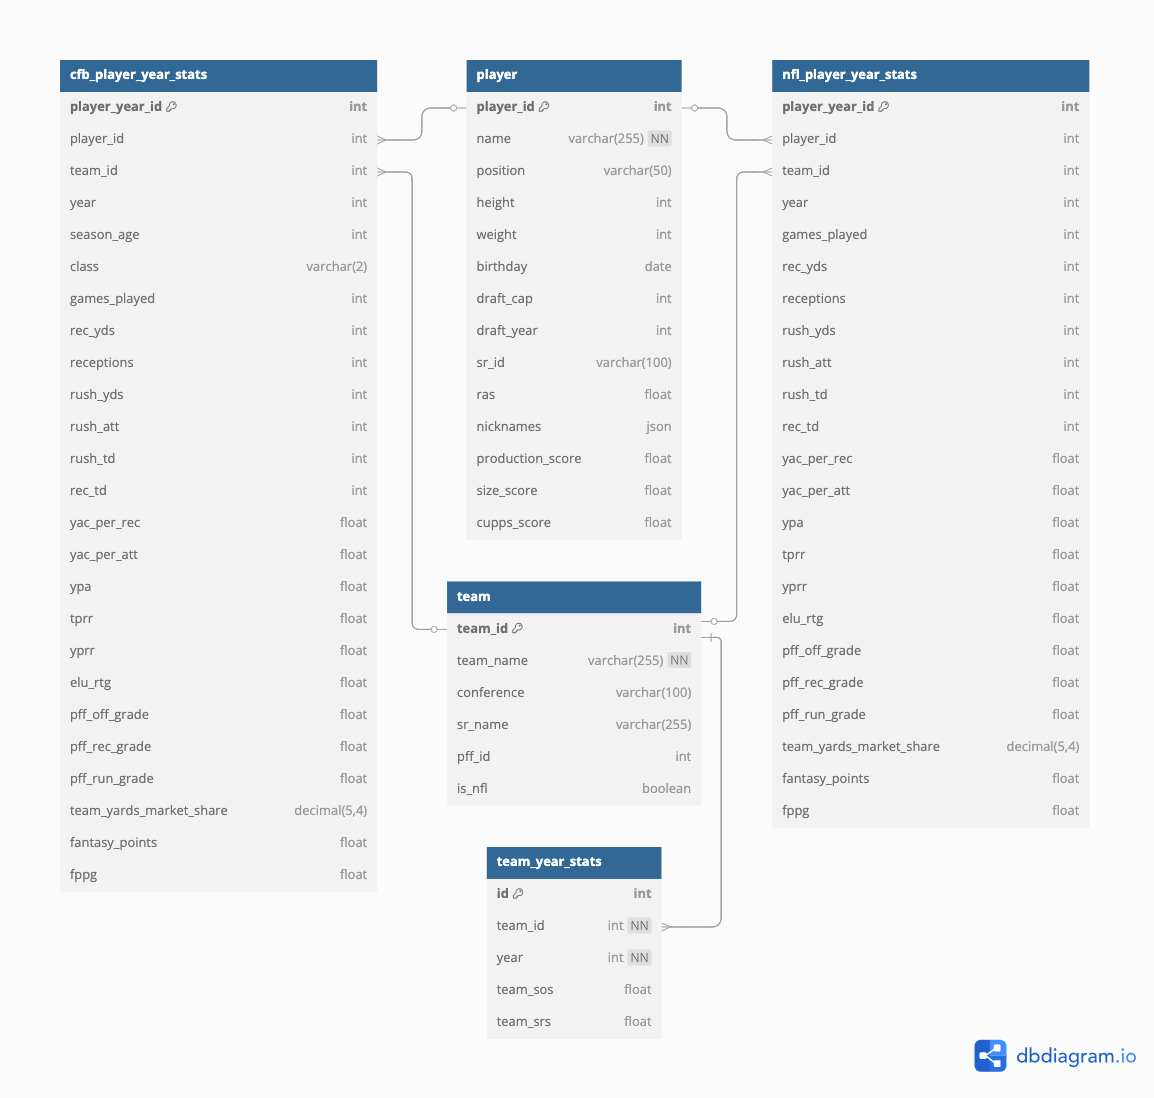 cfb_player_year_stats
player_year_id int
player_id int
team_id int
year int
season_age int
class varchar(2)
games_played int
rec_yds int
receptions int
rush_yds int
rush_att int
rush_td int
rec_td int
yac_per_rec float
yac_per_att float
ypa float
tprr float
yprr float
elu_rtg float
pff_off_grade float
pff_rec_grade float
pff_run_grade float
team_yards_market_share decimal(5,4)
fantasy_points float
fppg float
player
player_id int
name varchar(255) NN
position varchar(50)
height int
weight int
birthday date
draft_cap int
draft_year int
sr_id varchar(100)
ras float
nicknames json
production_score float
size_score float
cupps_score float
team
team_id int
team_name varchar(255) NN
conference varchar(100)
sr_name varchar(255)
pff_id int
is_nfl boolean
team_year_stats
id int
team_id int NN
year int NN
team_sos float
team_srs float
nfl_player_year_stats
player_year_id int
player_id int
team_id int
year int
games_played int
rec_yds int
receptions int
rush_yds int
rush_att int
rush_td int
rec_td int
yac_per_rec float
yac_per_att float
ypa float
tprr float
yprr float
elu_rtg float
pff_off_grade float
pff_rec_grade float
pff_run_grade float
team_yards_market_share decimal(5,4)
fantasy_points float
fppg float
dbdiagram.io